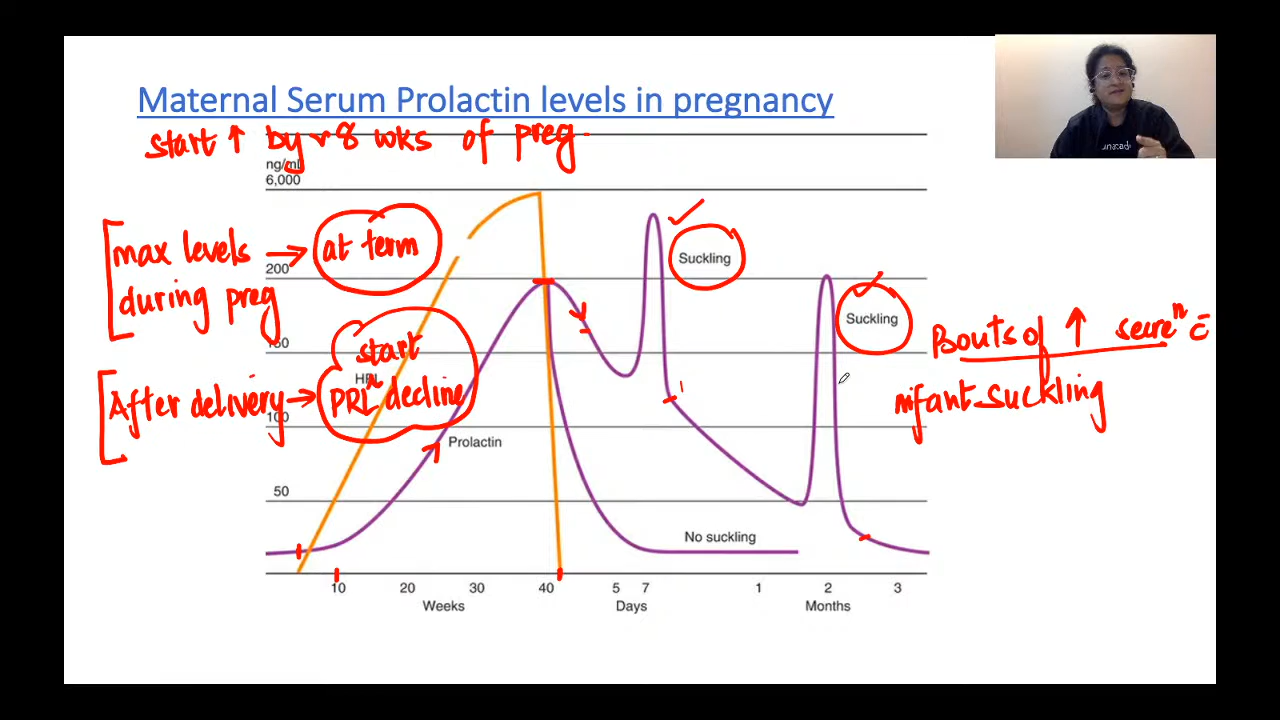 Maternal Serum Prolactin levels in pregnancy
start ↑ by ~8 wks of preg.
ng/ml
6,000
max levels → at term
during preg
200
150
start
After delivery → PRL decline
100
50
HPL
Prolactin
Suckling
Suckling
No suckling
Bouts of ↑ secreⁿ c̄
infant suckling
10 20 30 40 5 7 1 2 3
Weeks Days Months